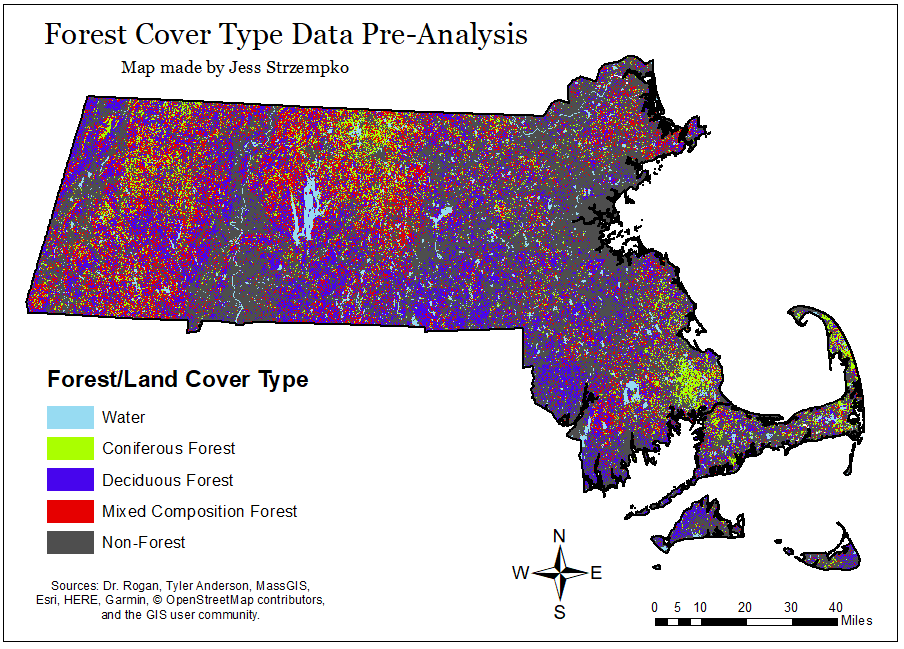 Forest Cover Type Data Pre-Analysis
Map made by Jess Strzempko
Forest/Land Cover Type
Water
Coniferous Forest
Deciduous Forest
Mixed Composition Forest
Non-Forest
Sources: Dr. Rogan, Tyler Anderson, MassGIS,
Esri, HERE, Garmin, © OpenStreetMap contributors,
and the GIS user community.
N
W E
S
0 5 10 20 30 40
Miles